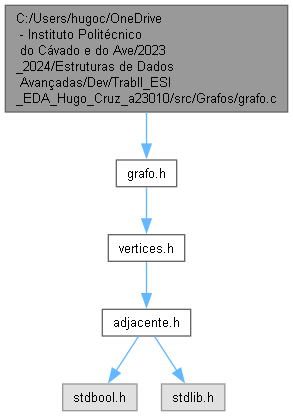 C:/Users/hugoc/OneDrive
- Instituto Politécnico
do Cávado e do Ave/2023
_2024/Estruturas de Dados
Avançadas/Dev/TrabII_ESI
_EDA_Hugo_Cruz_a23010/src/Grafos/grafo.c
grafo.h
vertices.h
adjacente.h
stdbool.h
stdlib.h